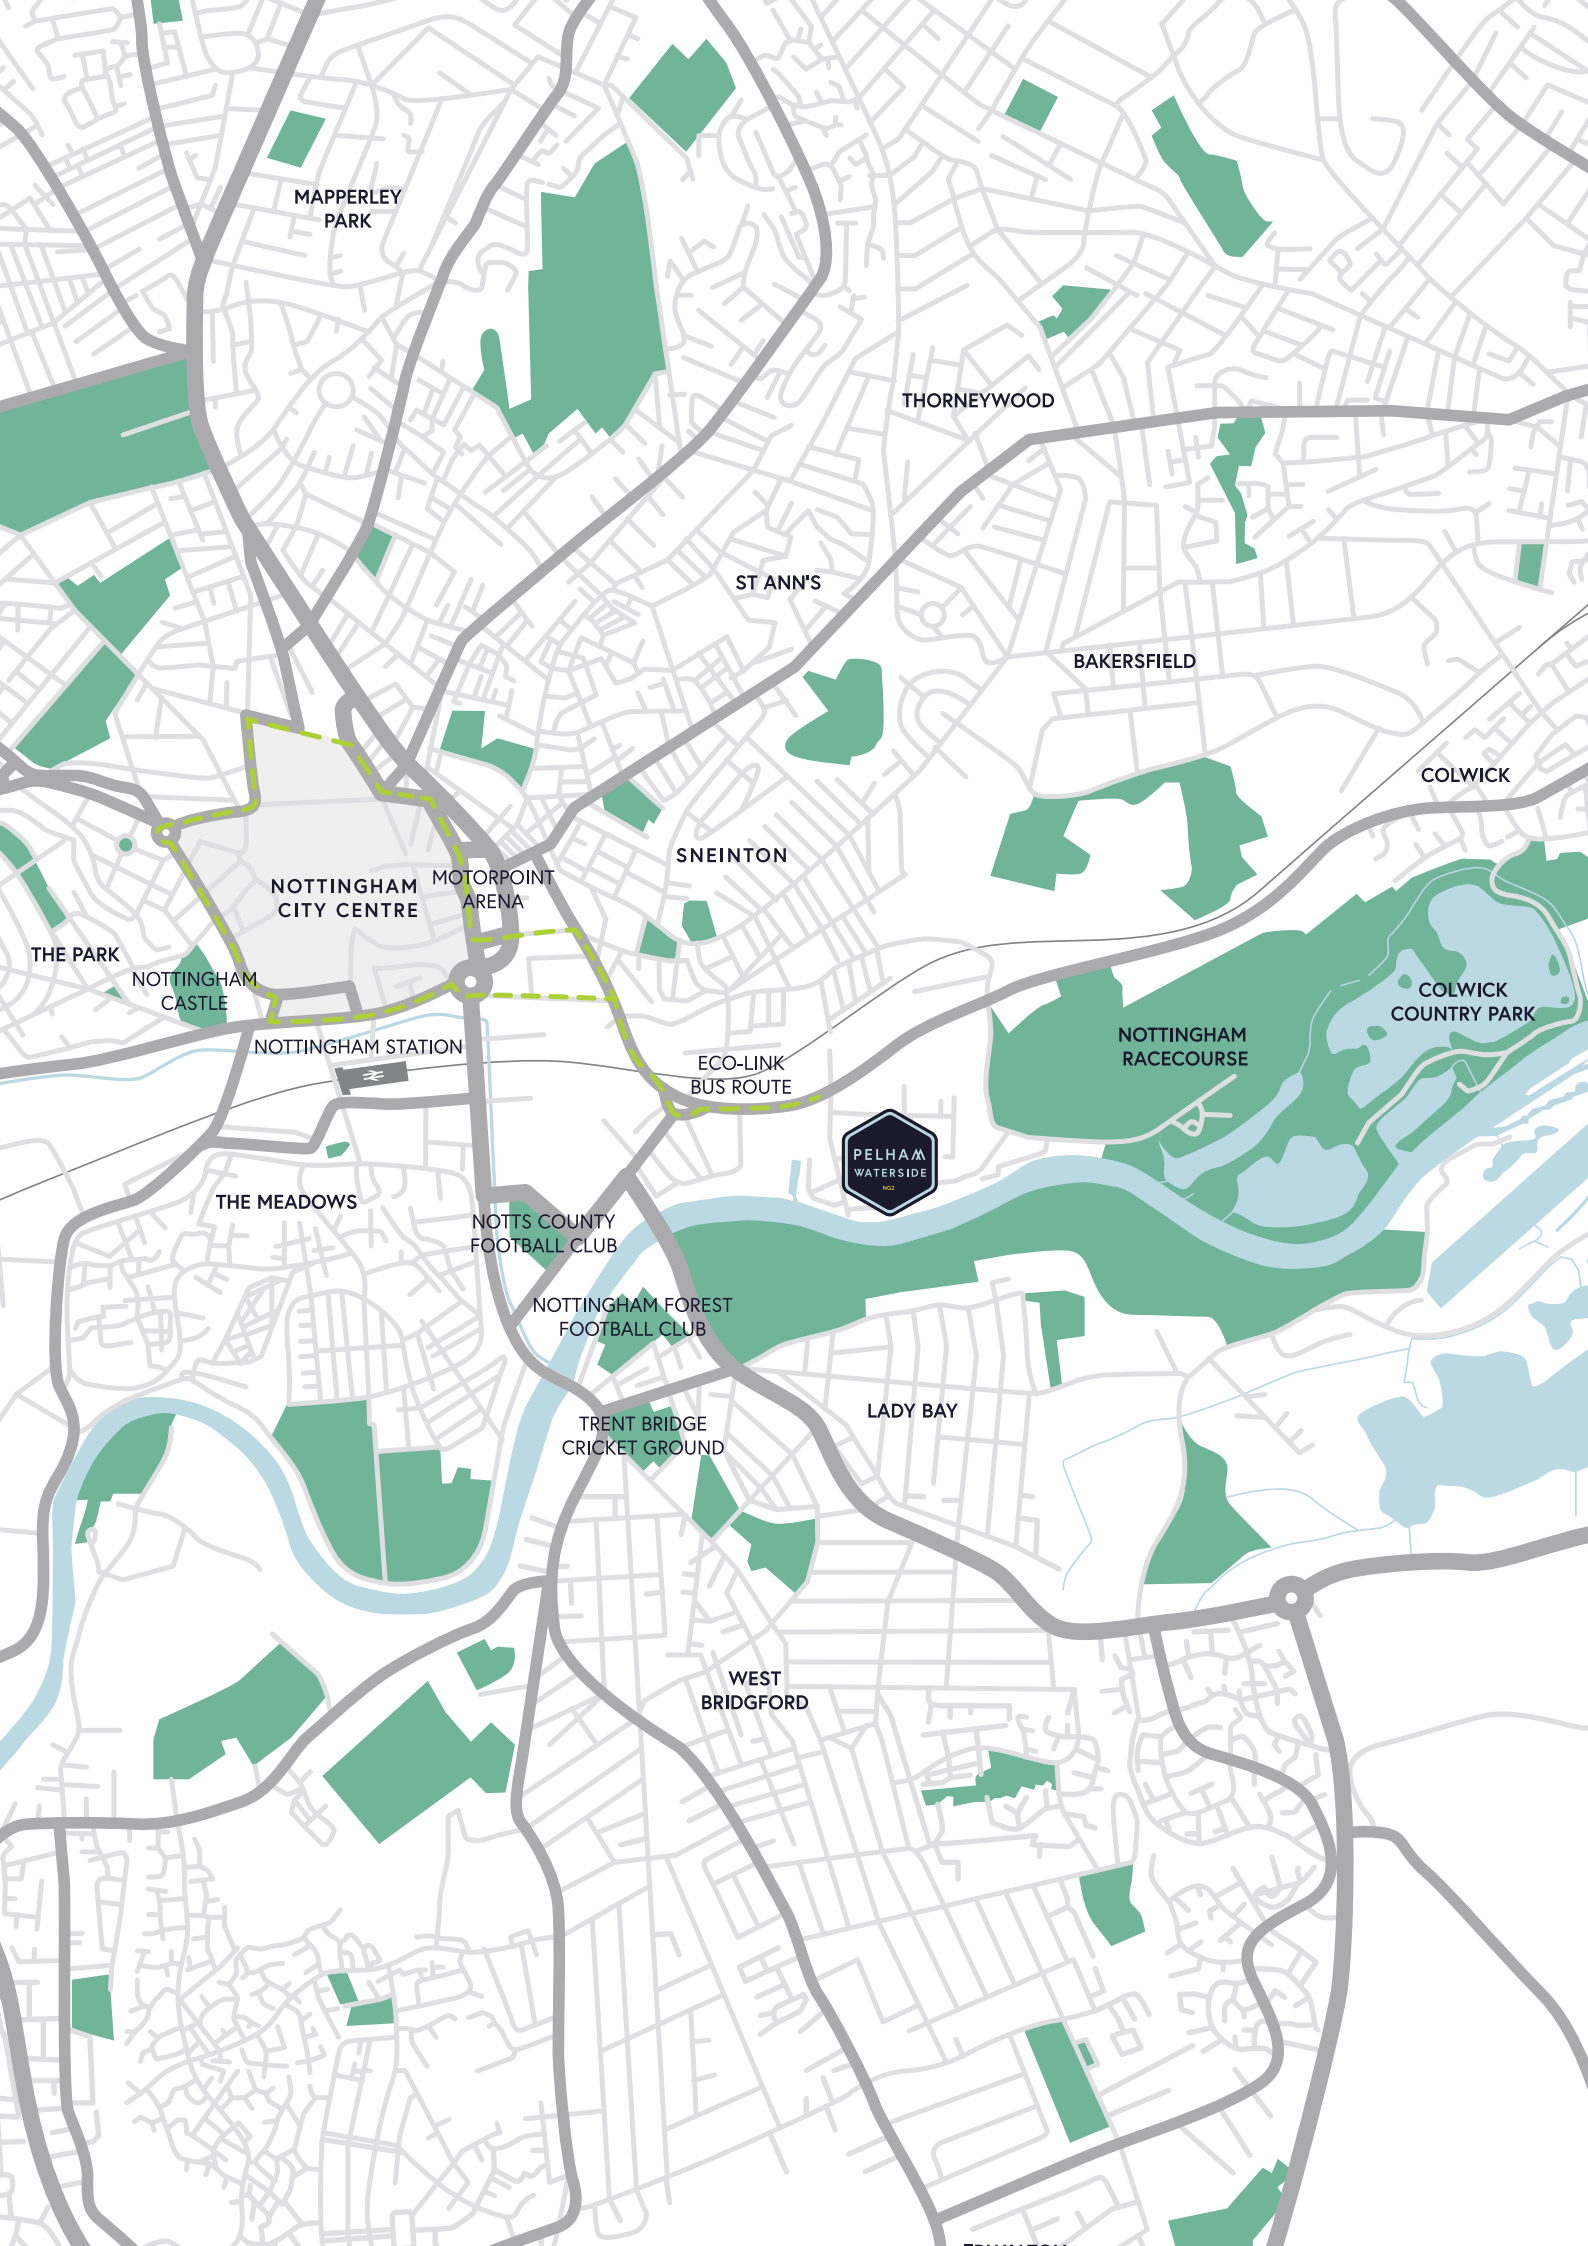 MAPPERLEY
PARK
THORNEYWOOD
ST ANN'S
BAKERSFIELD
COLWICK
SNEINTON
MOTORPOINT
ARENA
NOTTINGHAM
CITY CENTRE
THE PARK
NOTTINGHAM
CASTLE
COLWICK
COUNTRY PARK
NOTTINGHAM
RACECOURSE
NOTTINGHAM STATION
ECO-LINK
BUS ROUTE
PELHAM
WATERSIDE
NG2
THE MEADOWS
NOTTS COUNTY
FOOTBALL CLUB
NOTTINGHAM FOREST
FOOTBALL CLUB
LADY BAY
TRENT BRIDGE
CRICKET GROUND
WEST
BRIDGFORD